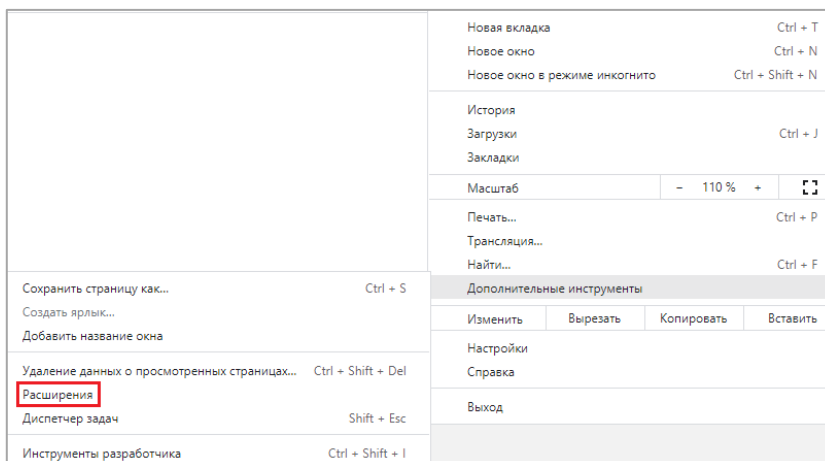 Новая вкладка Ctrl + T
Новое окно Ctrl + N
Новое окно в режиме инкогнито Ctrl + Shift + N
История
Загрузки Ctrl + J
Закладки
Масштаб - 110 % +
Печать... Ctrl + P
Трансляция...
Найти... Ctrl + F
Дополнительные инструменты
Изменить Вырезать Копировать Вставить
Настройки
Справка
Выход
Сохранить страницу как... Ctrl + S
Создать ярлык...
Добавить название окна
Удаление данных о просмотренных страницах... Ctrl + Shift + Del
Расширения
Диспетчер задач Shift + Esc
Инструменты разработчика Ctrl + Shift + I